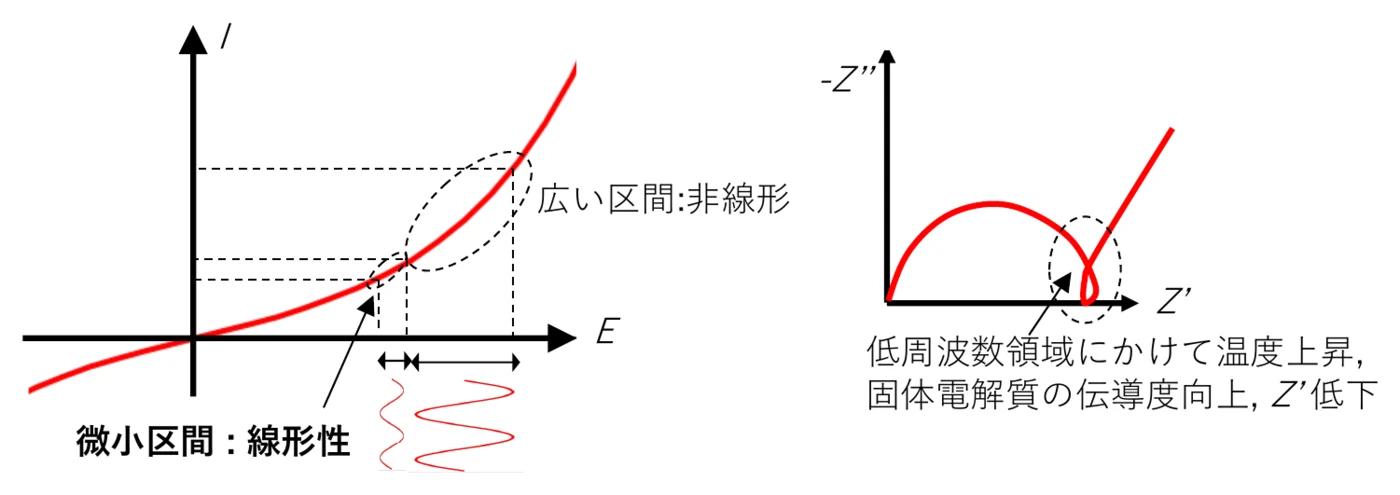 I
広い区間:非線形
E
微小区間 : 線形性
-Z’’
Z’
低周波数領域にかけて温度上昇,
固体電解質の伝導度向上, Z’低下